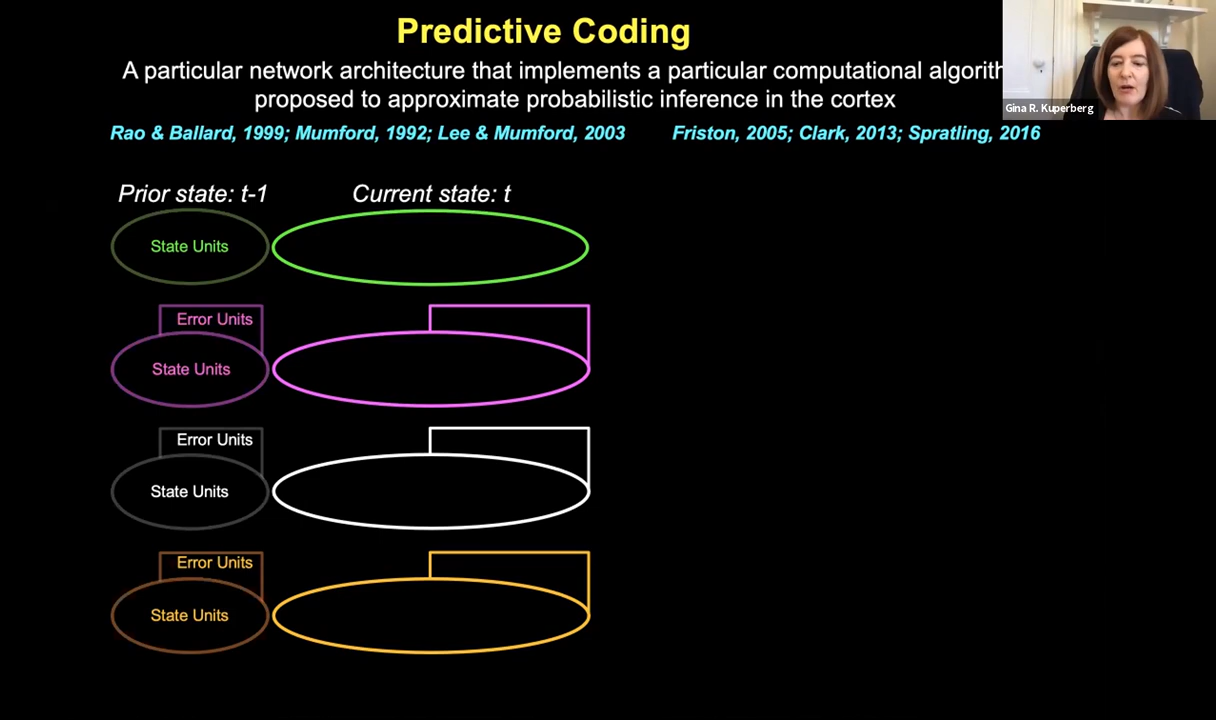 Predictive Coding
A particular network architecture that implements a particular computational algorith
proposed to approximate probabilistic inference in the cortex
Rao & Ballard, 1999; Mumford, 1992; Lee & Mumford, 2003 Friston, 2005; Clark, 2013; Spratling, 2016
Gina R. Kuperberg
Prior state: t-1 Current state: t
State Units
Error Units
State Units
Error Units
State Units
Error Units
State Units